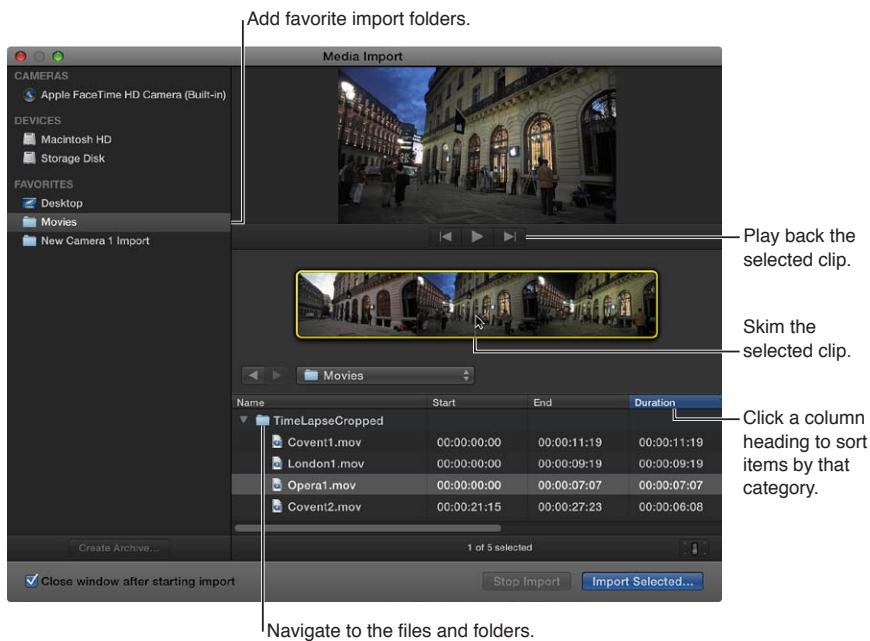 Add favorite import folders.
Media Import
CAMERAS
Apple FaceTime HD Camera (Built-in)
DEVICES
Macintosh HD
Storage Disk
FAVORITES
Desktop
Movies
New Camera 1 Import
Play back the
selected clip.
Skim the
selected clip.
Movies
Name Start End Duration
TimeLapseCropped
Covent1.mov 00:00:00:00 00:00:11:19 00:00:11:19
London1.mov 00:00:00:00 00:00:09:19 00:00:09:19
Opera1.mov 00:00:00:00 00:00:07:07 00:00:07:07
Covent2.mov 00:00:21:15 00:00:27:23 00:00:06:08
Click a column
heading to sort
items by that
category.
Create Archive...
1 of 5 selected
Close window after starting import
Stop Import
Import Selected...
Navigate to the files and folders.